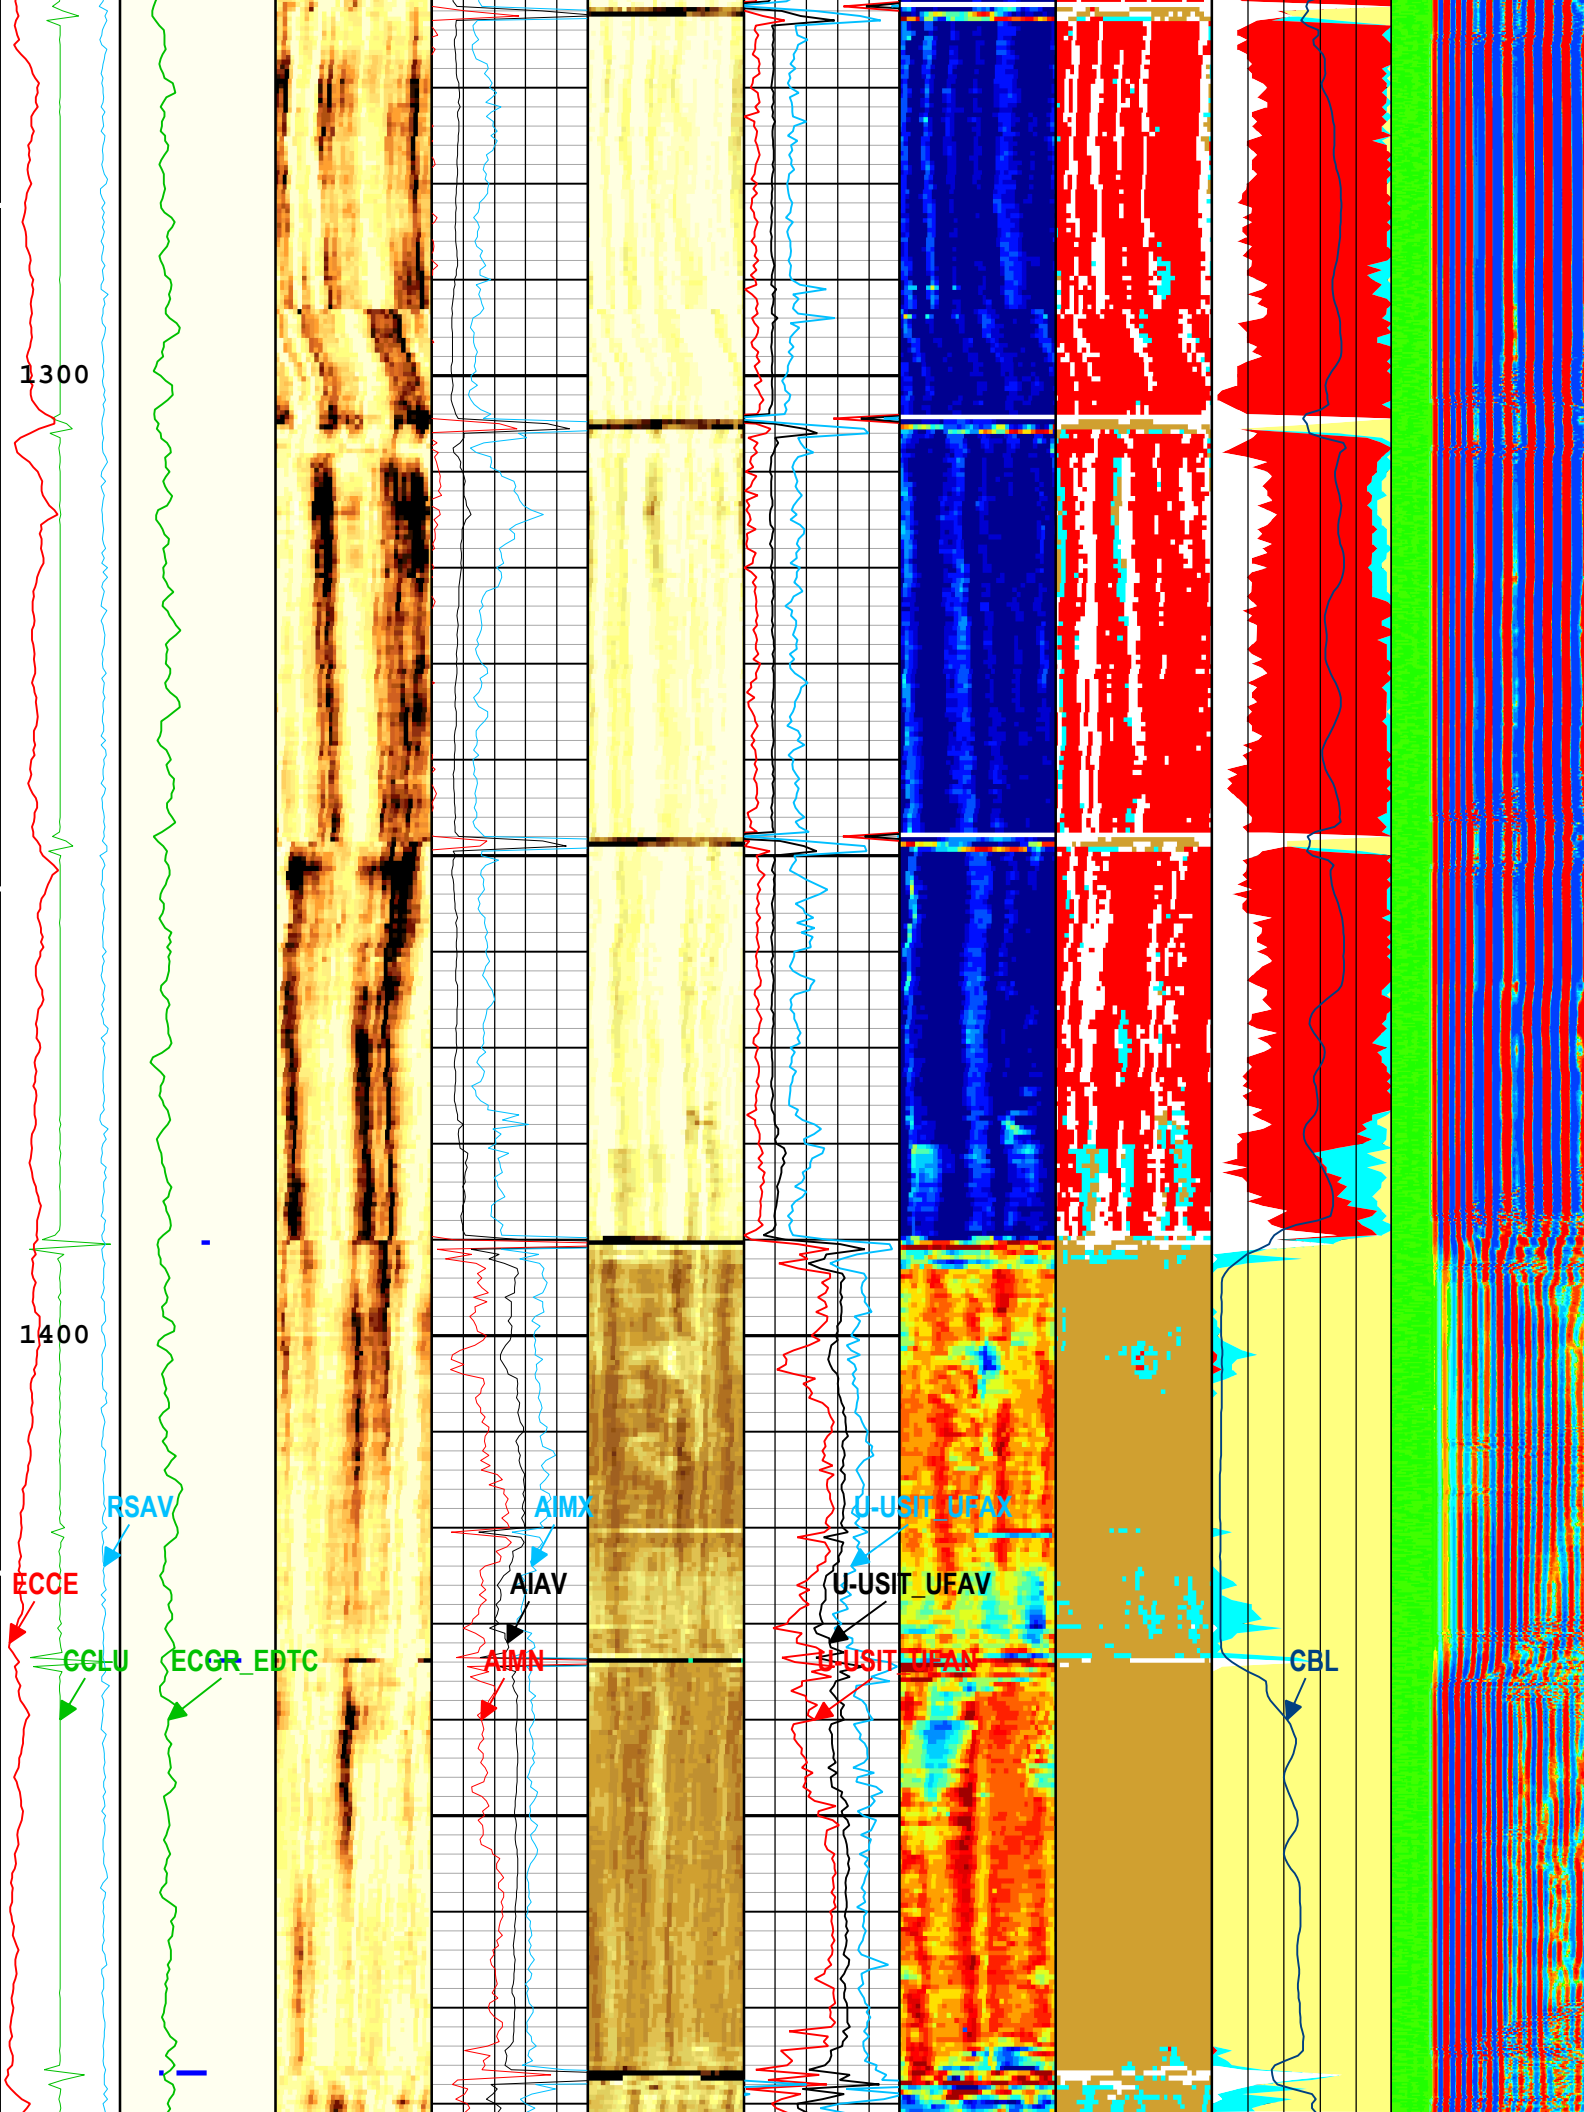 1300
1400
RSAV
AIMX
U-USIT_UFAX
ECCE
AIAV
U-USIT_UFAV
CCLU
ECGR_EDTC
AIMN
U-USIT_UFAN
CBL